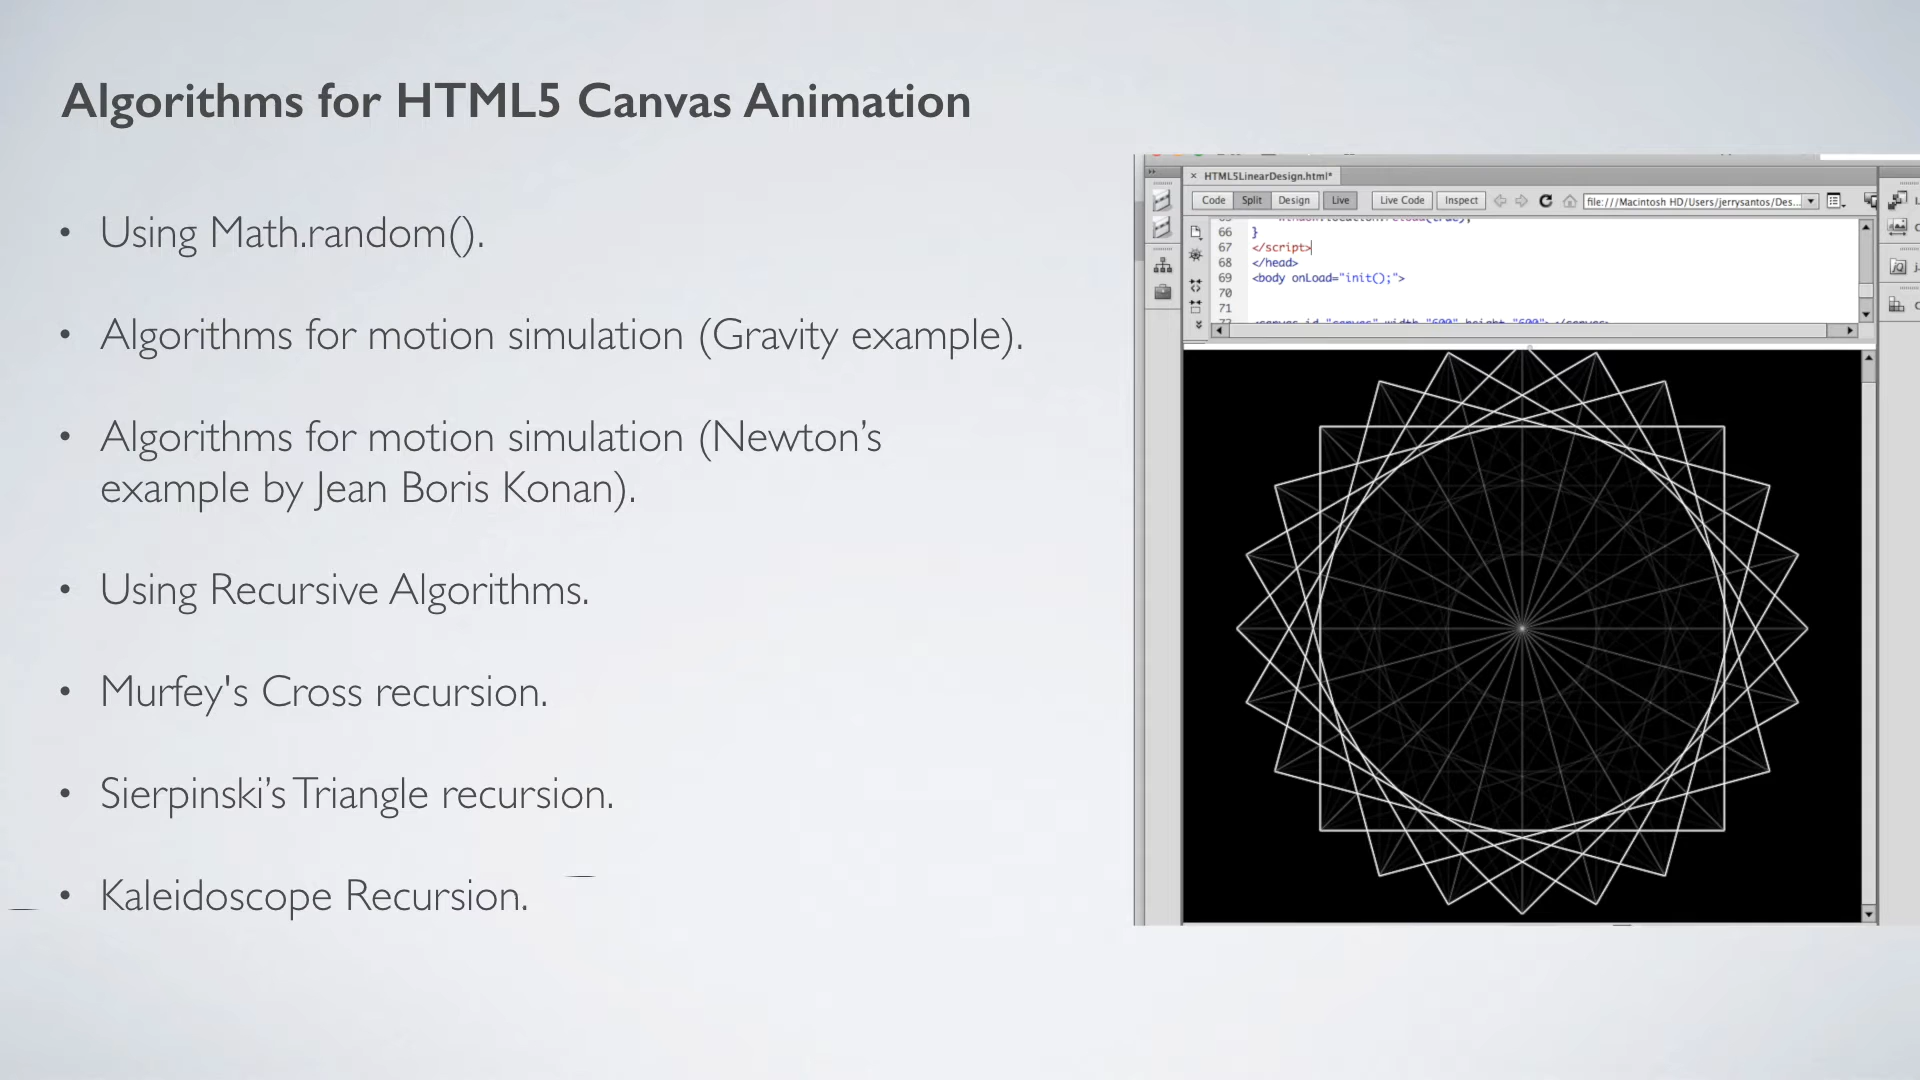 Algorithms for HTML5 Canvas Animation
• Using Math.random().
• Algorithms for motion simulation (Gravity example).
• Algorithms for motion simulation (Newton’s
example by Jean Boris Konan).
• Using Recursive Algorithms.
• Murfey's Cross recursion.
• Sierpinski’s Triangle recursion.
• Kaleidoscope Recursion.
HTML5LinearDesign.html*
Code Split Design Live Live Code Inspect file:///Macintosh HD/Users/jerrysantos/Des...
66 }
67 </script>
68 </head>
69 <body onLoad="init();">
70
71